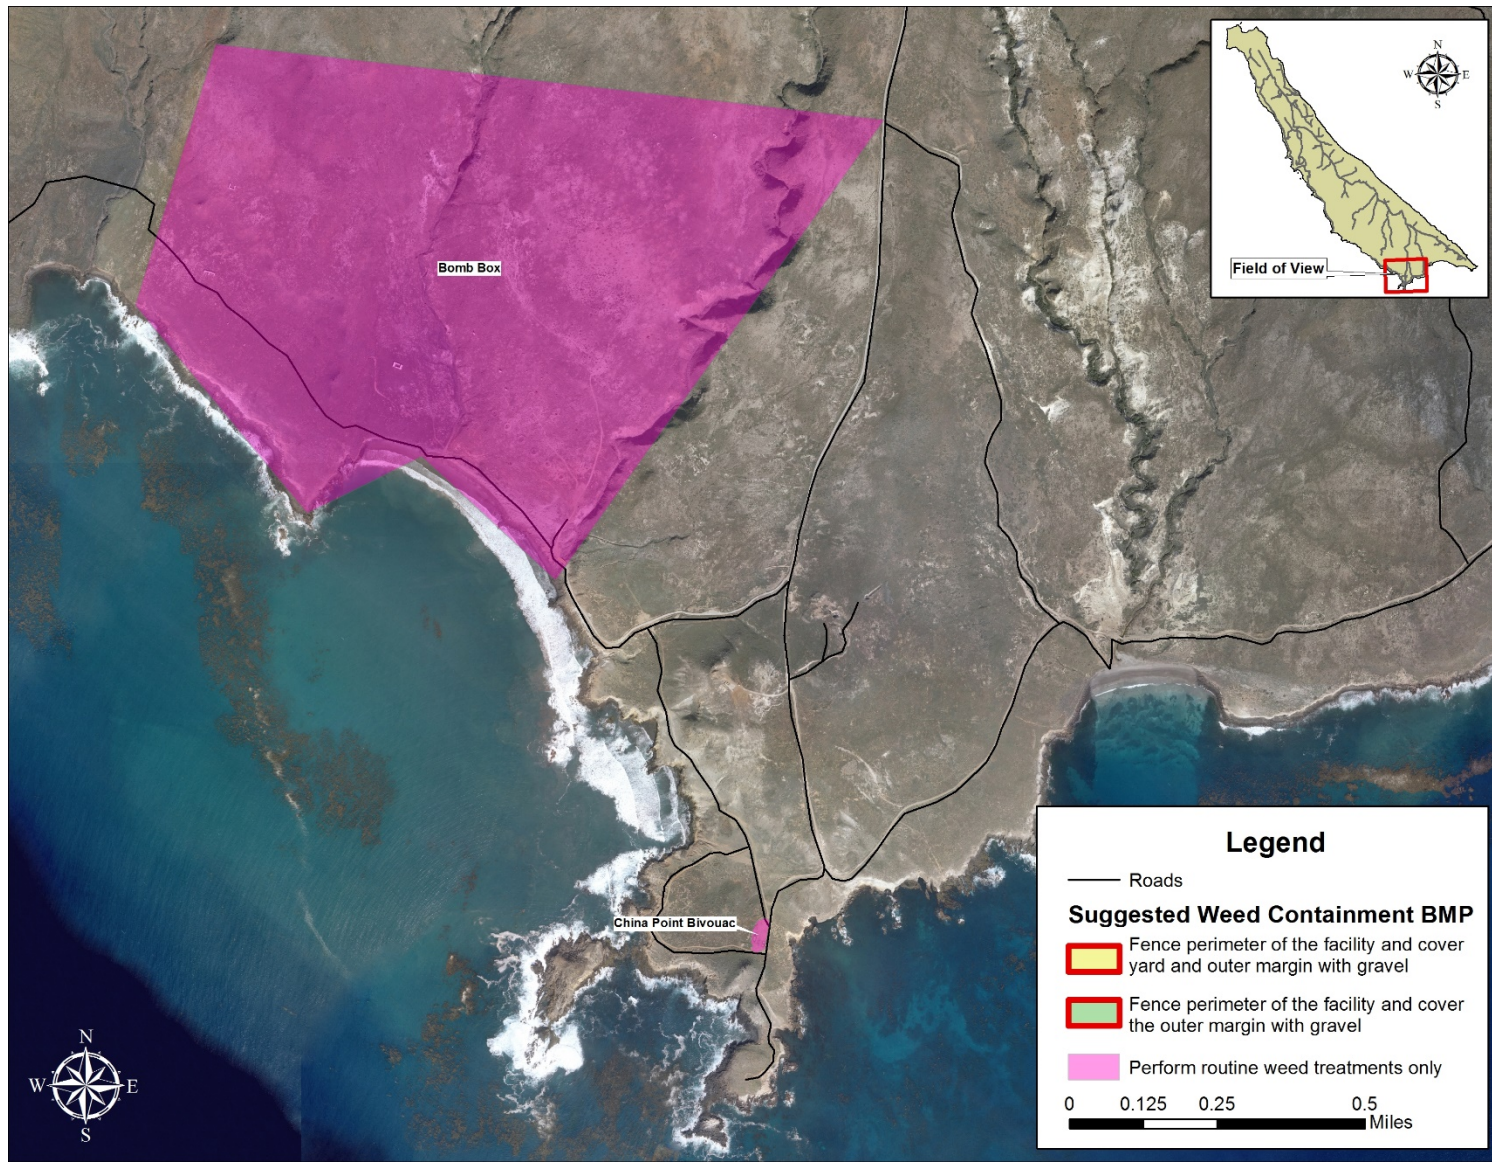 N
W E
S
Field of View
Bomb Box
China Point Bivouac
Legend
Roads
Suggested Weed Containment BMP
Fence perimeter of the facility and cover
yard and outer margin with gravel
Fence perimeter of the facility and cover
the outer margin with gravel
Perform routine weed treatments only
0 0.125 0.25 0.5
Miles
N
W E
S